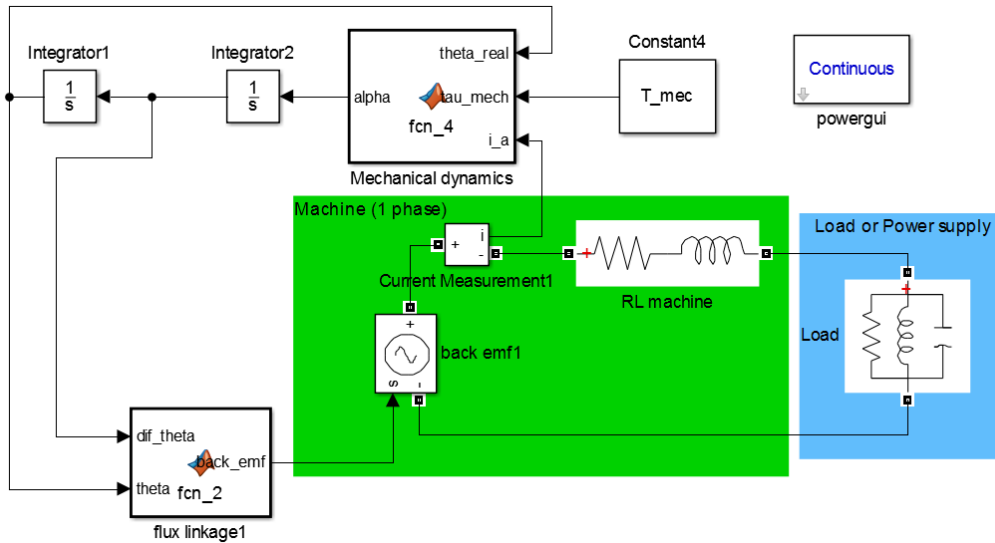 Integrator1
Integrator2
Constant4
1
s
1
s
alpha
theta_real
tau_mech
i_a
fcn_4
Mechanical dynamics
T_mec
Continuous
powergui
Machine (1 phase)
Load or Power supply
+
i
-
Current Measurement1
+
RL machine
+
Load
+
s
-
back emf1
dif_theta
back_emf
theta
fcn_2
flux linkage1